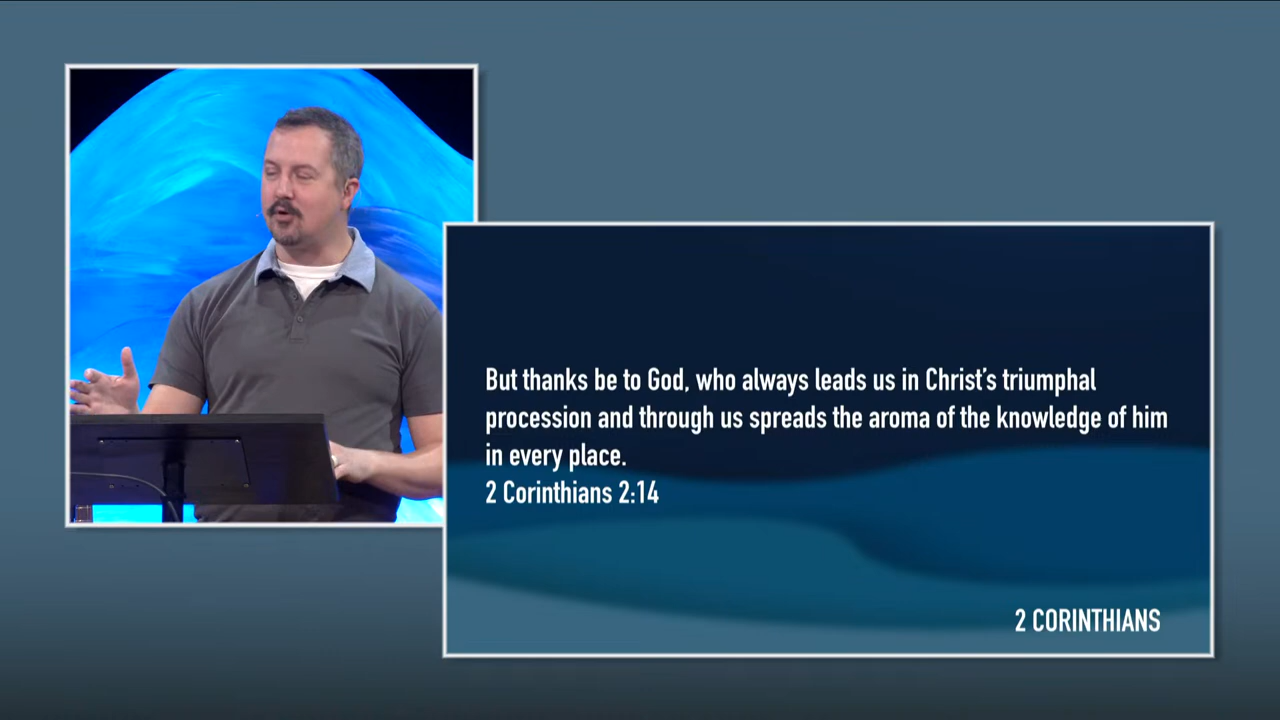 But thanks be to God, who always leads us in Christ’s triumphal
procession and through us spreads the aroma of the knowledge of him
in every place.
2 Corinthians 2:14
2 CORINTHIANS